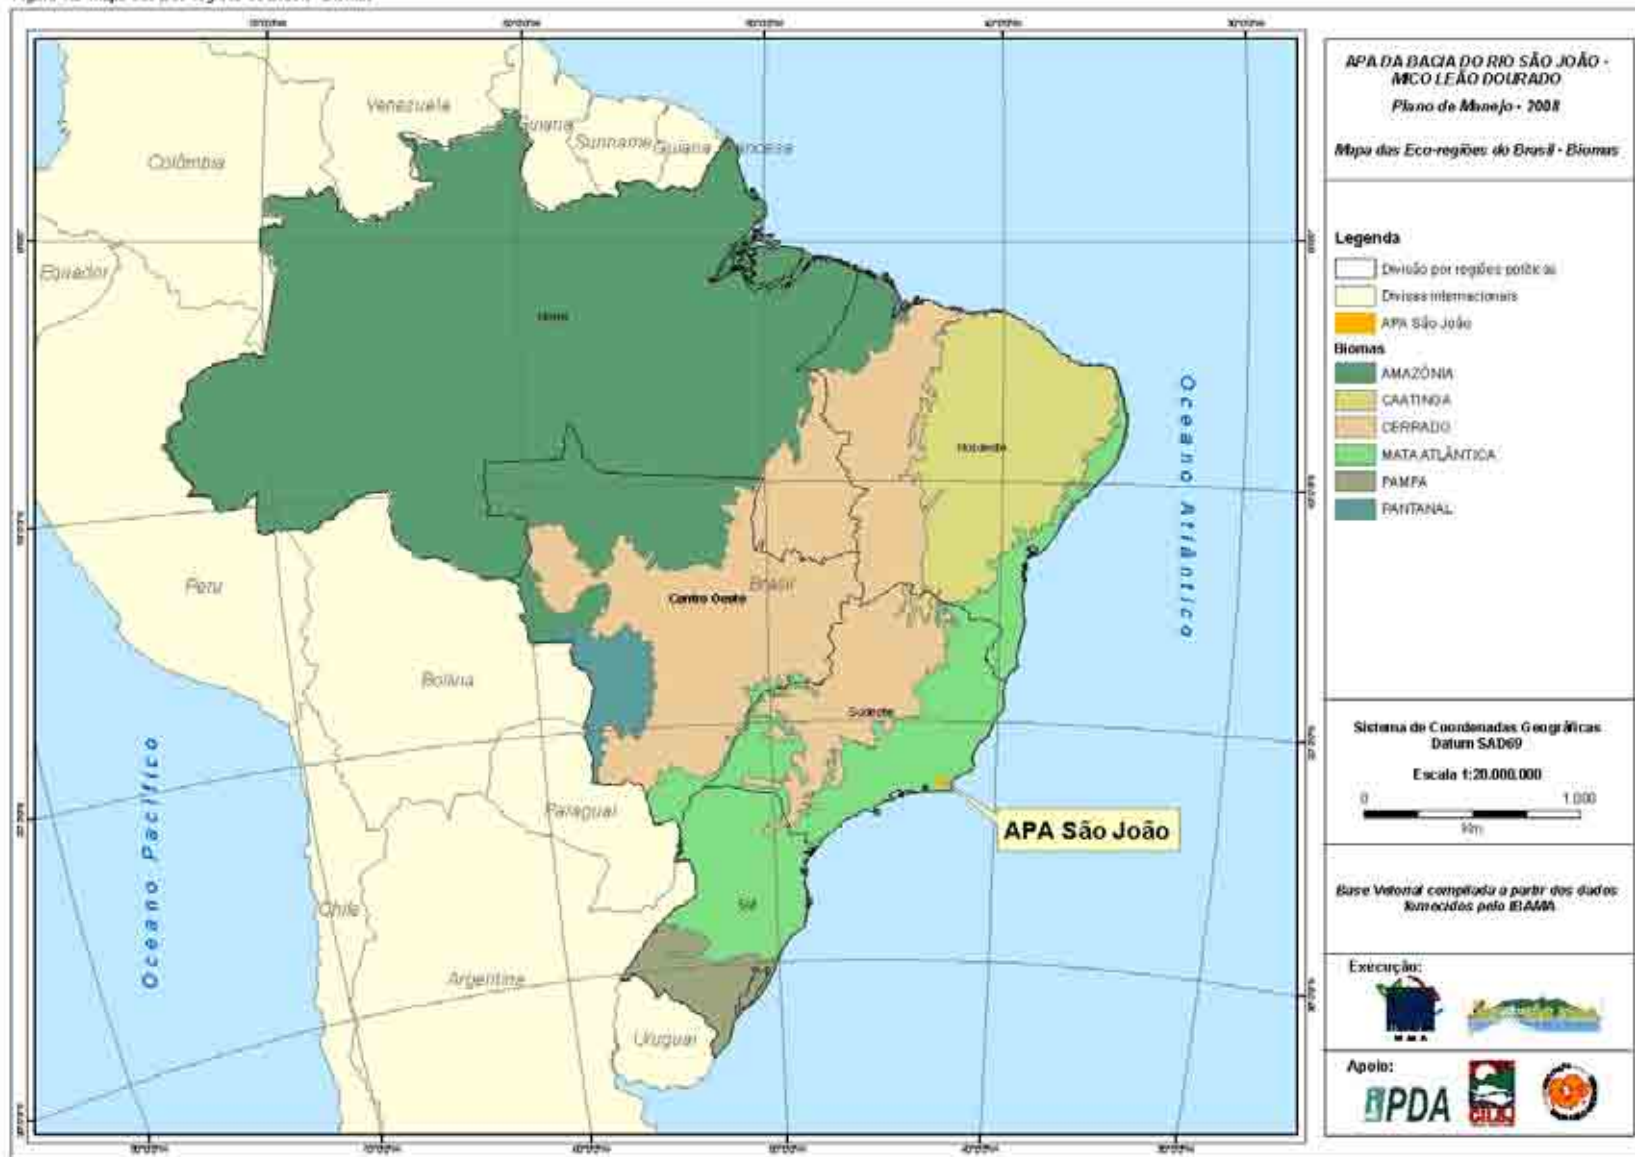 APA DA BACIA DO RIO SÃO JOÃO -
MICO LEÃO DOURADO
Plano de Manejo - 2008
Mapa das Eco-regiões do Brasil - Biomas
Legenda
Divisão por regiões políticas
Divisas internacionais
APA São João
Biomas
AMAZÔNIA
CAATINGA
CERRADO
MATA ATLÂNTICA
PAMPA
PANTANAL
Sistema de Coordenadas Geográficas
Datum SAD69
Escala 1:20.000.000
0 1.000
Km
Base Vetorial compilada a partir dos dados
fornecidos pelo IBAMA
Execução:
MMA
Apoio:
PDA
Venezuela
Guiana
Suriname
Guiana Francesa
Colômbia
Equador
Norte
Nordeste
Oceano Atlântico
Peru
Brasil
Centro Oeste
Bolívia
Sudeste
Oceano Pacífico
Paraguai
APA São João
Chile
Sul
Argentina
Uruguai